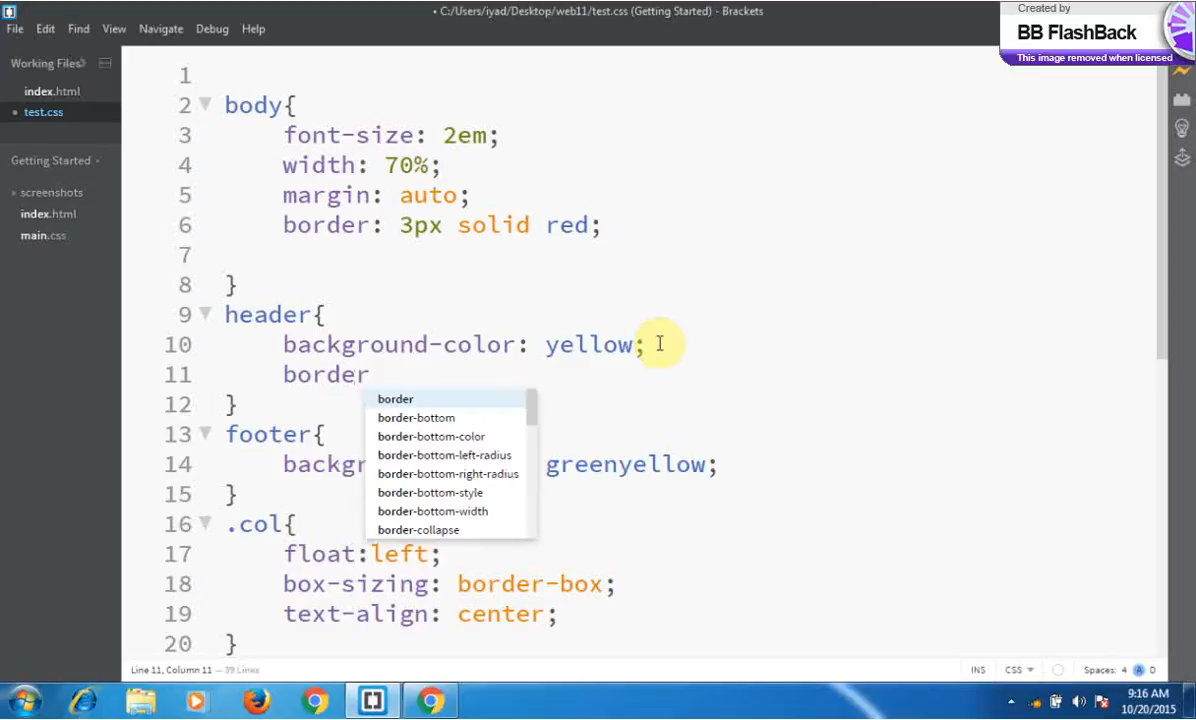 • C:/Users/iyad/Desktop/web11/test.css (Getting Started) - Brackets
Created by
BB FlashBack
This image removed when licensed
File Edit Find View Navigate Debug Help
Working Files
index.html
• test.css
Getting Started
screenshots
index.html
main.css
1
2 body{
3 font-size: 2em;
4 width: 70%;
5 margin: auto;
6 border: 3px solid red;
7
8 }
9 header{
10 background-color: yellow;
11 border
12 }
13 footer{
14 backgr greenyellow;
15 }
16 .col{
17 float:left;
18 box-sizing: border-box;
19 text-align: center;
20 }
border
border-bottom
border-bottom-color
border-bottom-left-radius
border-bottom-right-radius
border-bottom-style
border-bottom-width
border-collapse
Line 11, Column 11 — 39 Lines
INS CSS Spaces: 4 0
9:16 AM
10/20/2015